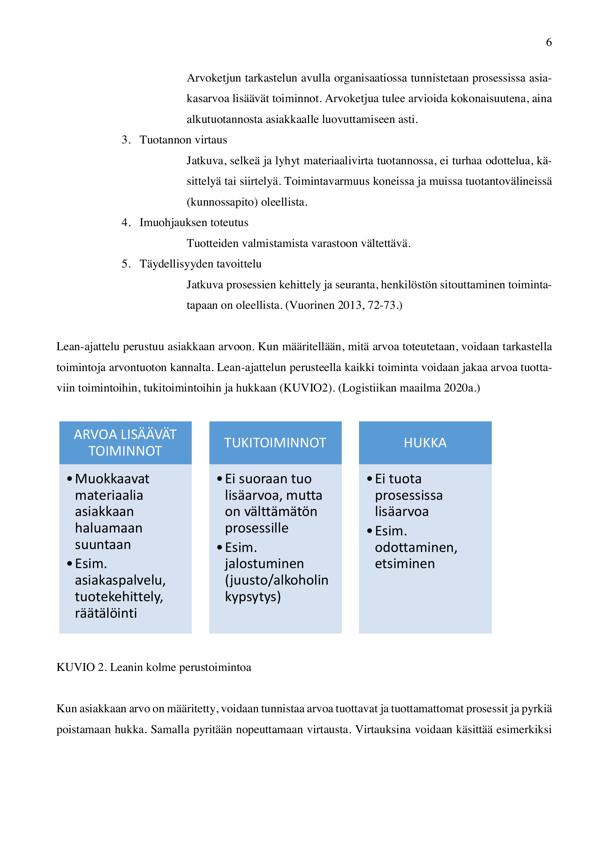 6
Arvoketjun tarkastelun avulla organisaatiossa tunnistetaan prosessissa asia-
kasarvoa lisäävät toiminnot. Arvoketjua tulee arvioida kokonaisuutena, aina
alkutuotannosta asiakkaalle luovuttamiseen asti.
3. Tuotannon virtaus
Jatkuva, selkeä ja lyhyt materiaalivirta tuotannossa, ei turhaa odottelua, kä-
sittelyä tai siirtelyä. Toimintavarmuus koneissa ja muissa tuotantovälineissä
(kunnossapito) oleellista.
4. Imuohjauksen toteutus
Tuotteiden valmistamista varastoon vältettävä.
5. Täydellisyyden tavoittelu
Jatkuva prosessien kehittely ja seuranta, henkilöstön sitouttaminen toiminta-
tapaan on oleellista. (Vuorinen 2013, 72-73.)
Lean-ajattelu perustuu asiakkaan arvoon. Kun määritellään, mitä arvoa toteutetaan, voidaan tarkastella
toimintoja arvontuoton kannalta. Lean-ajattelun perusteella kaikki toiminta voidaan jakaa arvoa tuotta-
viin toimintoihin, tukitoimintoihin ja hukkaan (KUVIO2). (Logistiikan maailma 2020a.)
ARVOA LISÄÄVÄT
TOIMINNOT
• Muokkaavat
materiaalia
asiakkaan
haluamaan
suuntaan
• Esim.
asiakaspalvelu,
tuotekehittely,
räätälöinti
TUKITOIMINNOT
• Ei suoraan tuo
lisäarvoa, mutta
on välttämätön
prosessille
• Esim.
jalostuminen
(juusto/alkoholin
kypsytys)
HUKKA
• Ei tuota
prosessissa
lisäarvoa
• Esim.
odottaminen,
etsiminen
KUVIO 2. Leanin kolme perustoimintoa
Kun asiakkaan arvo on määritetty, voidaan tunnistaa arvoa tuottavat ja tuottamattomat prosessit ja pyrkiä
poistamaan hukka. Samalla pyritään nopeuttamaan virtausta. Virtauksina voidaan käsittää esimerkiksi